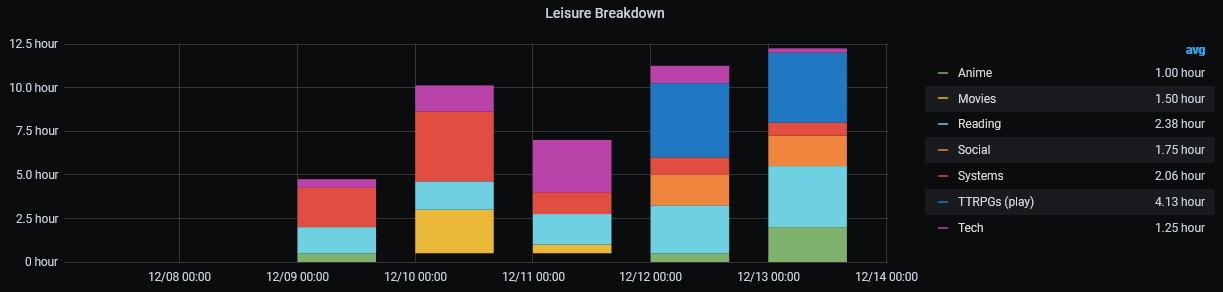 Leisure Breakdown
12.5 hour
10.0 hour
7.5 hour
5.0 hour
2.5 hour
0 hour
12/08 00:00 12/09 00:00 12/10 00:00 12/11 00:00 12/12 00:00 12/13 00:00 12/14 00:00
avg
Anime 1.00 hour
Movies 1.50 hour
Reading 2.38 hour
Social 1.75 hour
Systems 2.06 hour
TTRPGs (play) 4.13 hour
Tech 1.25 hour